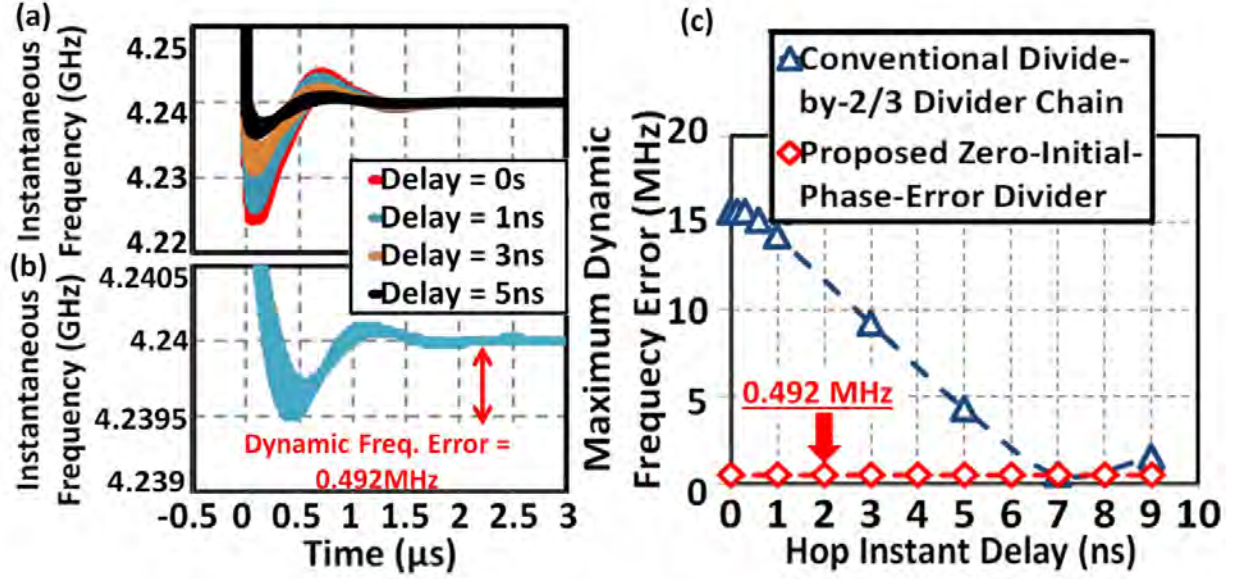 (a)
Instantaneous
Frequency (GHz)
4.25
4.24
4.23
4.22
Delay = 0s
Delay = 1ns
Delay = 3ns
Delay = 5ns
(b)
Instantaneous
Frequency (GHz)
4.2405
4.24
4.2395
4.239
Dynamic Freq. Error =
0.492MHz
-0.5 0 0.5 1 1.5 2 2.5 3
Time (μs)
(c)
Conventional Divide-
by-2/3 Divider Chain
Proposed Zero-Initial-
Phase-Error Divider
Maximum Dynamic
Frequecy Error (MHz)
20
15
10
5
0
0.492 MHz
0 1 2 3 4 5 6 7 8 9 10
Hop Instant Delay (ns)